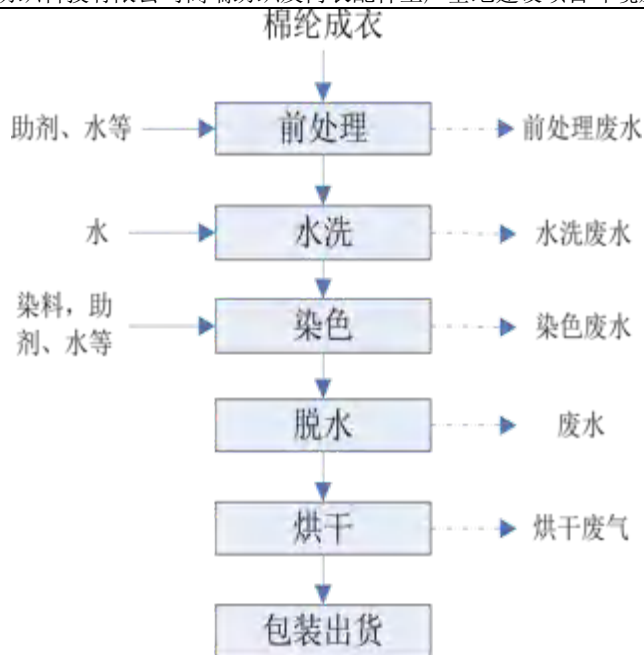 棉纶成衣
助剂、水等
前处理
前处理废水
水
水洗
水洗废水
染料，助
剂、水等
染色
染色废水
脱水
废水
烘干
烘干废气
包装出货